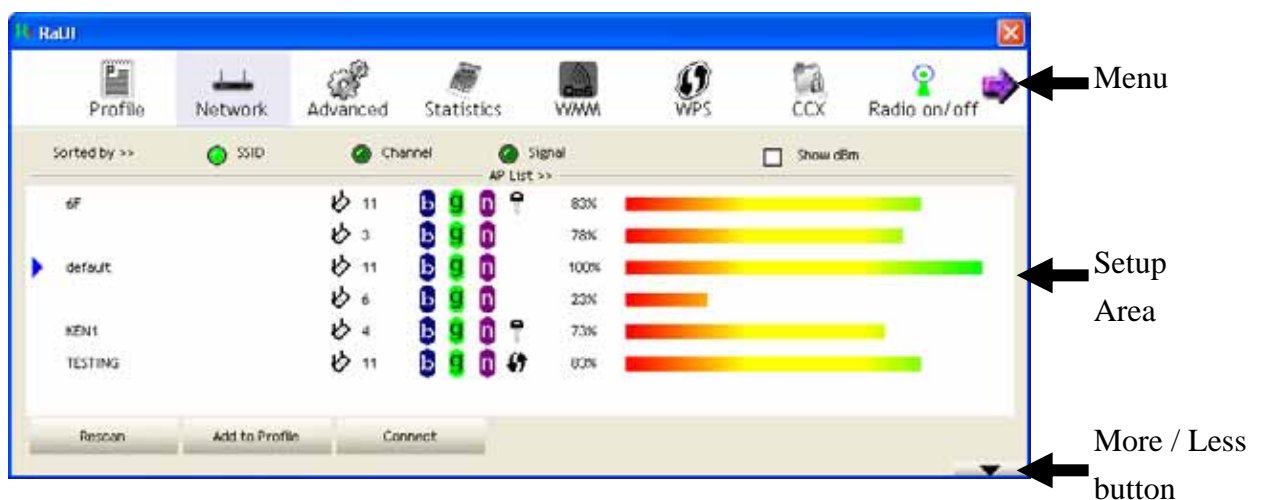 RaUI
Profile Network Advanced Statistics WMM WPS CCX Radio on/off
QoS
Menu
Sorted by >> SSID Channel Signal Show dBm
AP List >>
6F 11 b g n 83%
3 b g n 78%
default 11 b g n 100%
6 b g n 23%
KEN1 4 b g n 73%
TESTING 11 b g n 83%
Setup
Area
Rescan Add to Profile Connect
More / Less
button